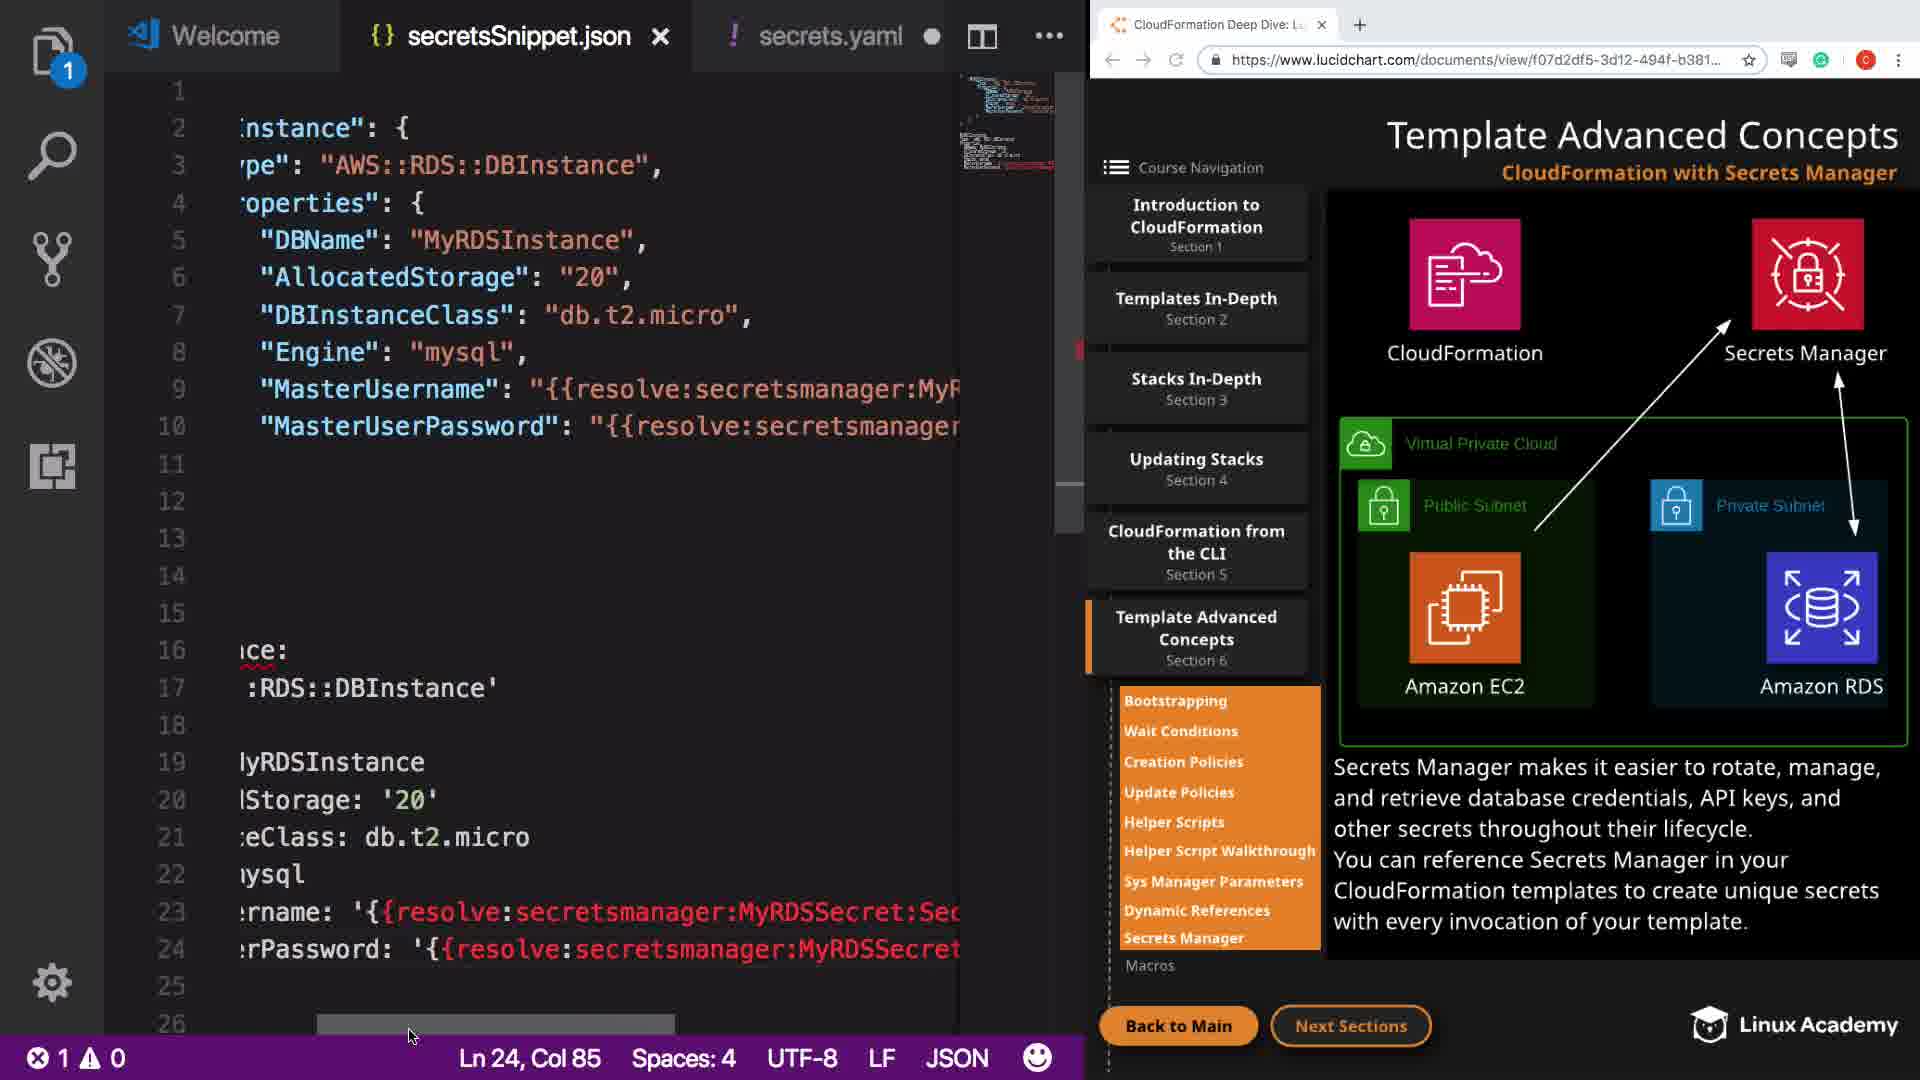 Welcome
{} secretsSnippet.json ×
! secrets.yaml
1
1
2 instance": {
3 ype": "AWS::RDS::DBInstance",
4 roperties": {
5 "DBName": "MyRDSInstance",
6 "AllocatedStorage": "20",
7 "DBInstanceClass": "db.t2.micro",
8 "Engine": "mysql",
9 "MasterUsername": "{{resolve:secretsmanager:MyR
10 "MasterUserPassword": "{{resolve:secretsmanager
11
12
13
14
15
16 nce:
17 :RDS::DBInstance'
18
19 MyRDSInstance
20 dStorage: '20'
21 ceClass: db.t2.micro
22 mysql
23 ername: '{{resolve:secretsmanager:MyRDSSecret:Sec
24 erPassword: '{{resolve:secretsmanager:MyRDSSecret
25
26
1 0
Ln 24, Col 85 Spaces: 4 UTF-8 LF JSON
CloudFormation Deep Dive: Lu
https://www.lucidchart.com/documents/view/f07d2df5-3d12-494f-b381...
C
Template Advanced Concepts
CloudFormation with Secrets Manager
Course Navigation
Introduction to
CloudFormation
Section 1
Templates In-Depth
Section 2
Stacks In-Depth
Section 3
Updating Stacks
Section 4
CloudFormation from
the CLI
Section 5
Template Advanced
Concepts
Section 6
Bootstrapping
Wait Conditions
Creation Policies
Update Policies
Helper Scripts
Helper Script Walkthrough
Sys Manager Parameters
Dynamic References
Secrets Manager
Macros
Back to Main
Next Sections
CloudFormation
Secrets Manager
Virtual Private Cloud
Public Subnet
Private Subnet
Amazon EC2
Amazon RDS
Secrets Manager makes it easier to rotate, manage,
and retrieve database credentials, API keys, and
other secrets throughout their lifecycle.
You can reference Secrets Manager in your
CloudFormation templates to create unique secrets
with every invocation of your template.
Linux Academy